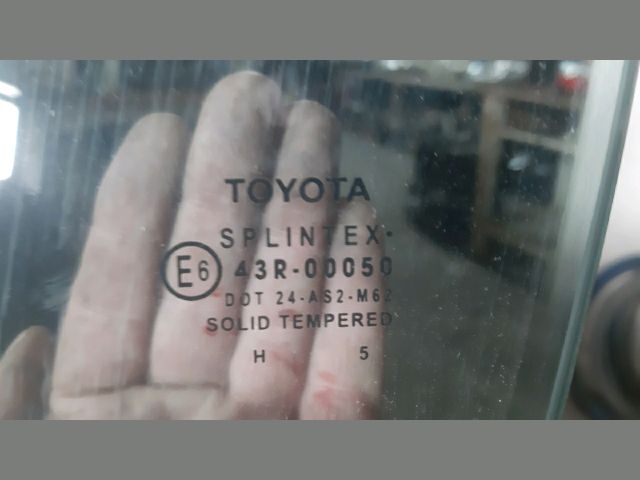 TOYOTA
SPLINTEX
E6 43R-00050
DOT 24-AS2-M62
SOLID TEMPERED
H 5